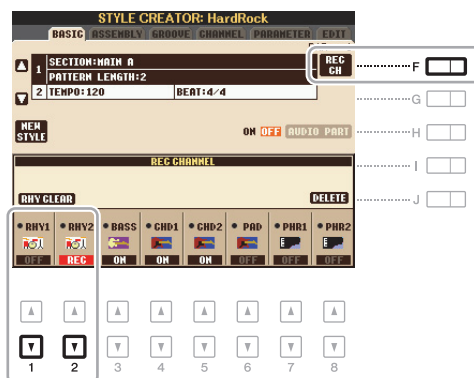 STYLE CREATOR: HardRock
BASIC ASSEMBLY GROOVE CHANNEL PARAMETER EDIT
1 SECTION:MAIN A
PATTERN LENGTH:2
2 TEMPO:120 BEAT:4/4
REC CH
F
G
NEW STYLE
ON OFF AUDIO PART
H
REC CHANNEL
I
RHY CLEAR
DELETE
J
RHY1 RHY2 BASS CHD1 CHD2 PAD PHR1 PHR2
OFF REC ON ON ON OFF OFF OFF
1 2 3 4 5 6 7 8